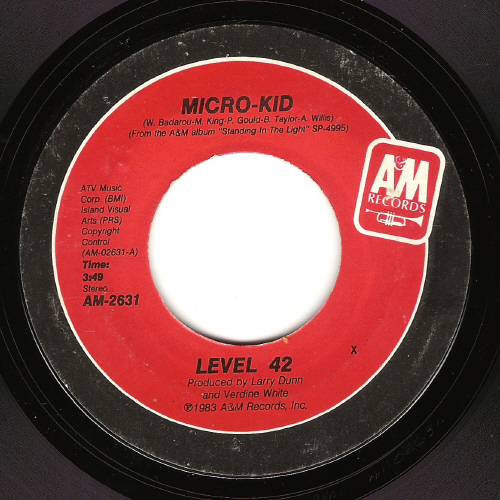 MICRO-KID
(W. Badarou-M. King-P. Gould-B. Taylor-A. Willis)
(From the A&M album "Standing In The Light" SP-4995)
A&M
RECORDS
ATV Music
Corp. (BMI)
Island Visual
Arts (PRS)
Copyright
Control
(AM-02631-A)
Time:
3:49
Stereo
AM-2631
LEVEL 42
X
Produced by Larry Dunn
and Verdine White
℗1983 A&M Records, Inc.